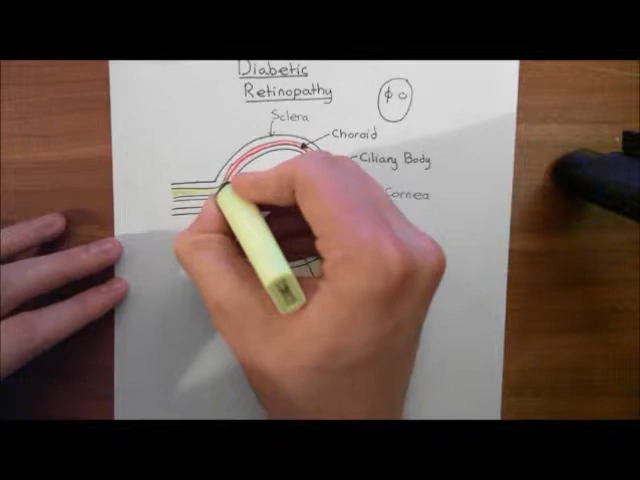 Diabetic
Retinopathy
Sclera
Choroid
Ciliary Body
Cornea